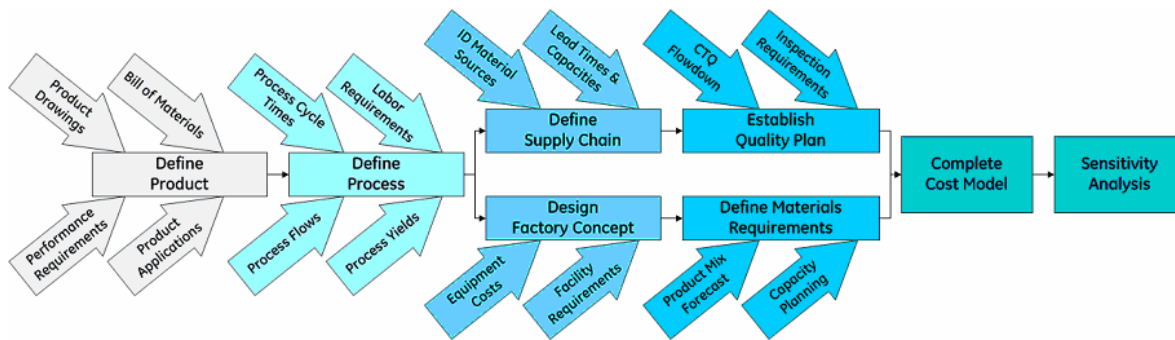 Product
Drawings
Bill of Materials
Process Cycle
Times
Labor
Requirements
ID Material
Sources
Lead Times &
Capacities
CTQ
Flowdown
Inspection
Requirements
Define
Product
Define
Process
Define
Supply Chain
Establish
Quality Plan
Complete
Cost Model
Sensitivity
Analysis
Design
Factory Concept
Define Materials
Requirements
Performance
Requirements
Product
Applications
Process Flows
Process Yields
Equipment
Costs
Facility
Requirements
Product Mix
Forecast
Capacity
Planning